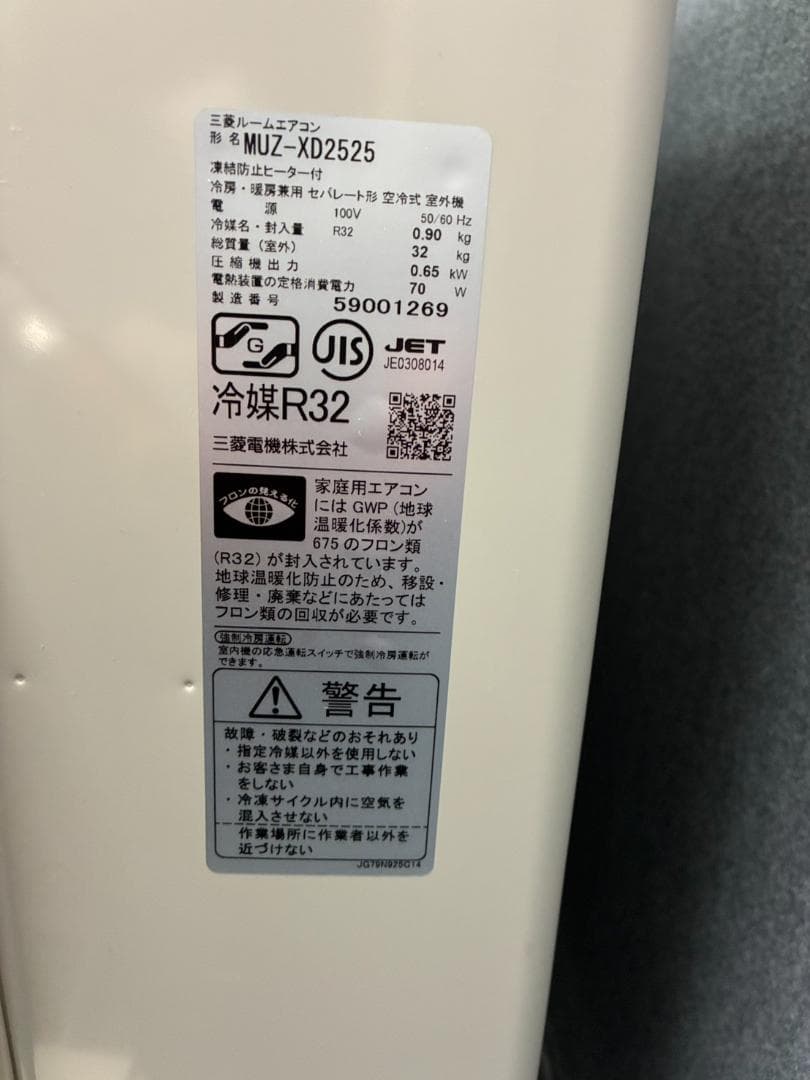 三菱ルームエアコン
形名 MUZ-XD2525
凍結防止ヒーター付
冷房・暖房兼用 セパレート形 空冷式 室外機
電源 100V 50/60 Hz
冷媒名・封入量 R32 0.90 kg
総質量(室外) 32 kg
圧縮機出力 0.65 kW
電熱装置の定格消費電力 70 W
製造番号 59001269
G
JIS
JET
JE0308014
冷媒R32
三菱電機株式会社
フロンの見える化
家庭用エアコン
には GWP (地球
温暖化係数)が
675 のフロン類
(R32) が封入されています。
地球温暖化防止のため、移設・
修理・廃棄などにあたっては
フロン類の回収が必要です。
強制冷房運転
室内機の応急運転スイッチで強制冷房運転が
できます。
警告
故障・破裂などのおそれあり
・指定冷媒以外を使用しない
・お客さま自身で工事作業
をしない
・冷凍サイクル内に空気を
混入させない
作業場所に作業者以外を
近づけない
JG79N925G14